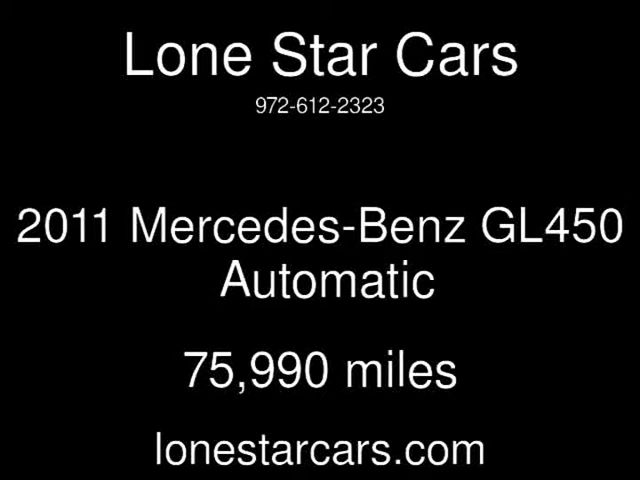 Lone Star Cars
972-612-2323
2011 Mercedes-Benz GL450
Automatic
75,990 miles
lonestarcars.com